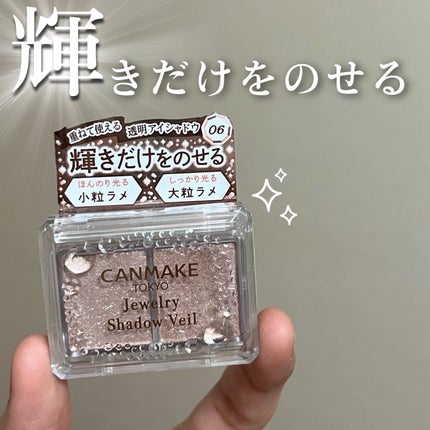 輝きだけをのせる
重ねて使える 透明アイシャドウ 06
輝きだけをのせる
ほんのり光る しっかり光る
小粒ラメ 大粒ラメ
CANMAKE
TOKYO
Jewelry
Shadow Veil